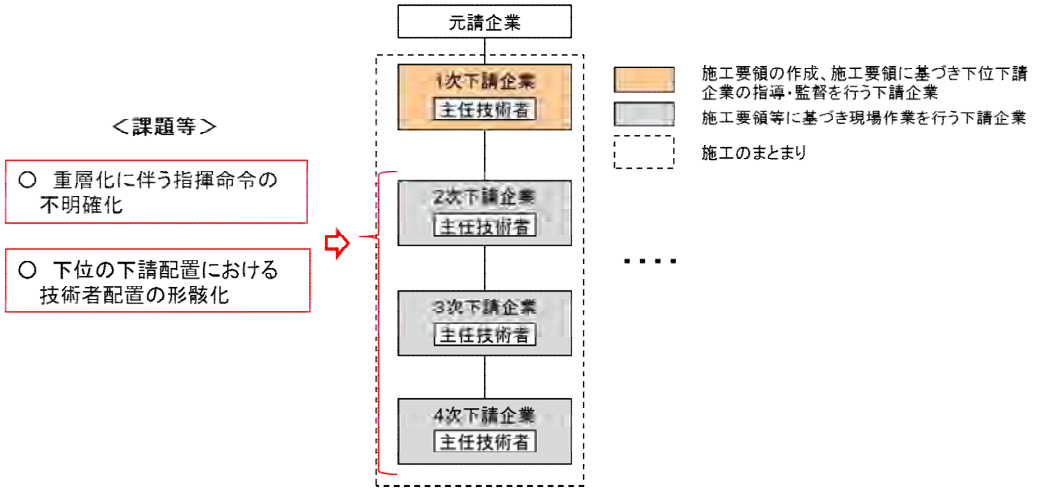 元請企業
1次下請企業
主任技術者
施工要領の作成、施工要領に基づき下位下請
企業の指導・監督を行う下請企業
施工要領等に基づき現場作業を行う下請企業
施工のまとまり
＜課題等＞
○ 重層化に伴う指揮命令の
不明確化
○ 下位の下請配置における
技術者配置の形骸化
2次下請企業
主任技術者
3次下請企業
主任技術者
4次下請企業
主任技術者